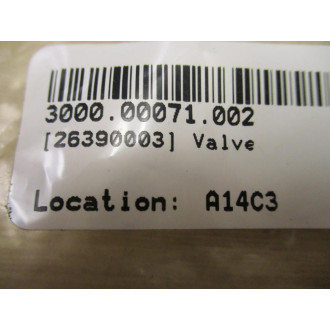 3000.00071.002
[26390003] Valve
Location: A14C3